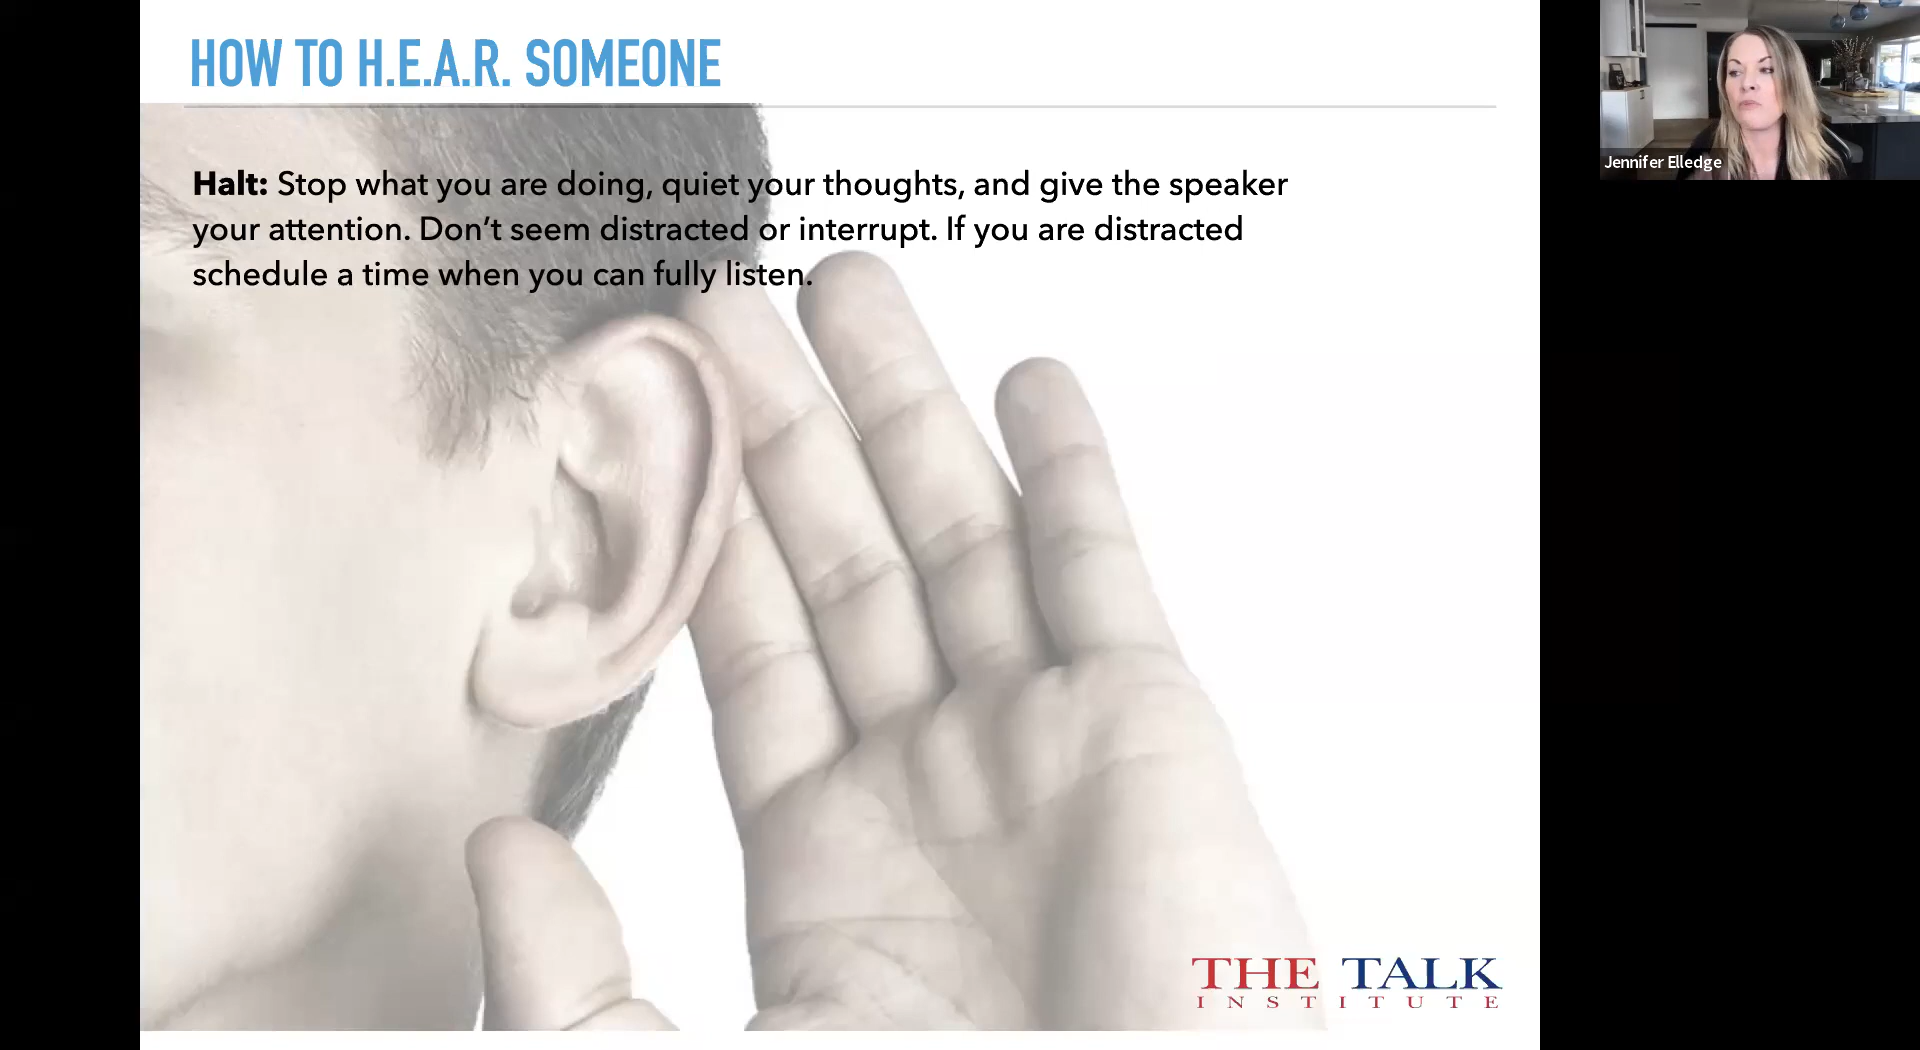 HOW TO H.E.A.R. SOMEONE
Halt: Stop what you are doing, quiet your thoughts, and give the speaker
your attention. Don’t seem distracted or interrupt. If you are distracted
schedule a time when you can fully listen.
Jennifer Elledge
THE TALK
INSTITUTE